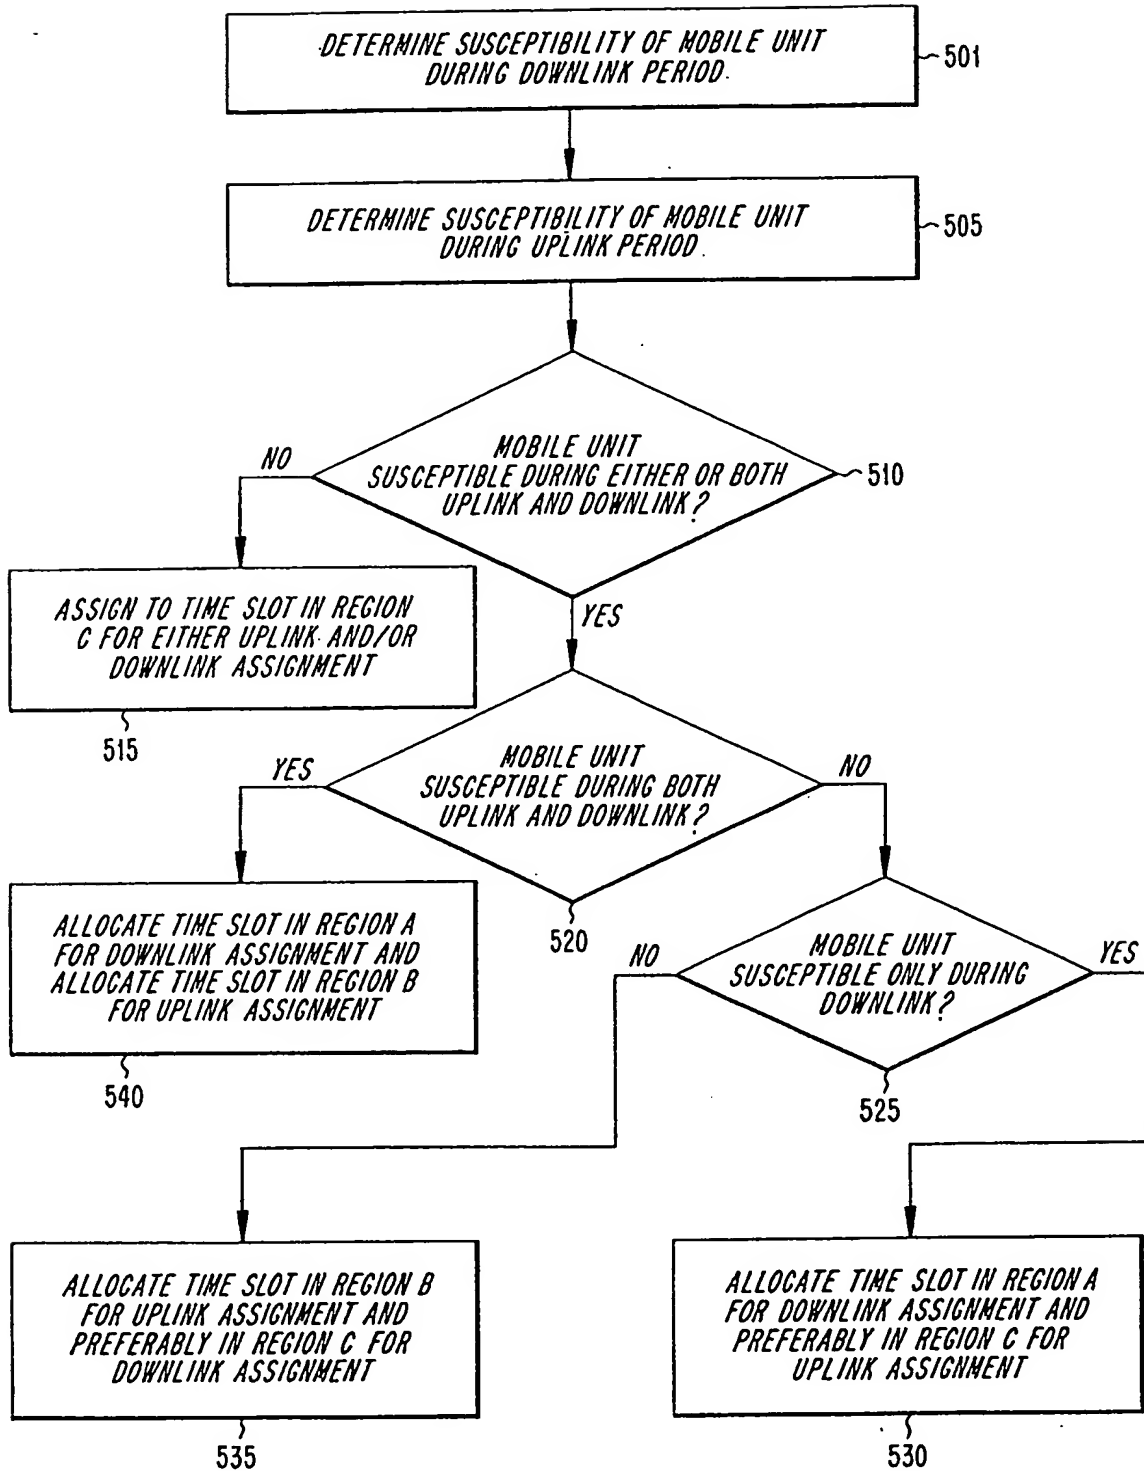 DETERMINE SUSCEPTIBILITY OF MOBILE UNIT
DURING DOWNLINK PERIOD.
501
DETERMINE SUSCEPTIBILITY OF MOBILE UNIT
DURING UPLINK PERIOD.
505
MOBILE UNIT
SUSCEPTIBLE DURING EITHER OR BOTH
UPLINK AND DOWNLINK?
510
NO
YES
ASSIGN TO TIME SLOT IN REGION
C FOR EITHER UPLINK AND/OR
DOWNLINK ASSIGNMENT
515
MOBILE UNIT
SUSCEPTIBLE DURING BOTH
UPLINK AND DOWNLINK?
520
YES
NO
ALLOCATE TIME SLOT IN REGION A
FOR DOWNLINK ASSIGNMENT AND
ALLOCATE TIME SLOT IN REGION B
FOR UPLINK ASSIGNMENT
540
MOBILE UNIT
SUSCEPTIBLE ONLY DURING
DOWNLINK?
525
NO
YES
ALLOCATE TIME SLOT IN REGION B
FOR UPLINK ASSIGNMENT AND
PREFERABLY IN REGION C FOR
DOWNLINK ASSIGNMENT
535
ALLOCATE TIME SLOT IN REGION A
FOR DOWNLINK ASSIGNMENT AND
PREFERABLY IN REGION C FOR
UPLINK ASSIGNMENT
530